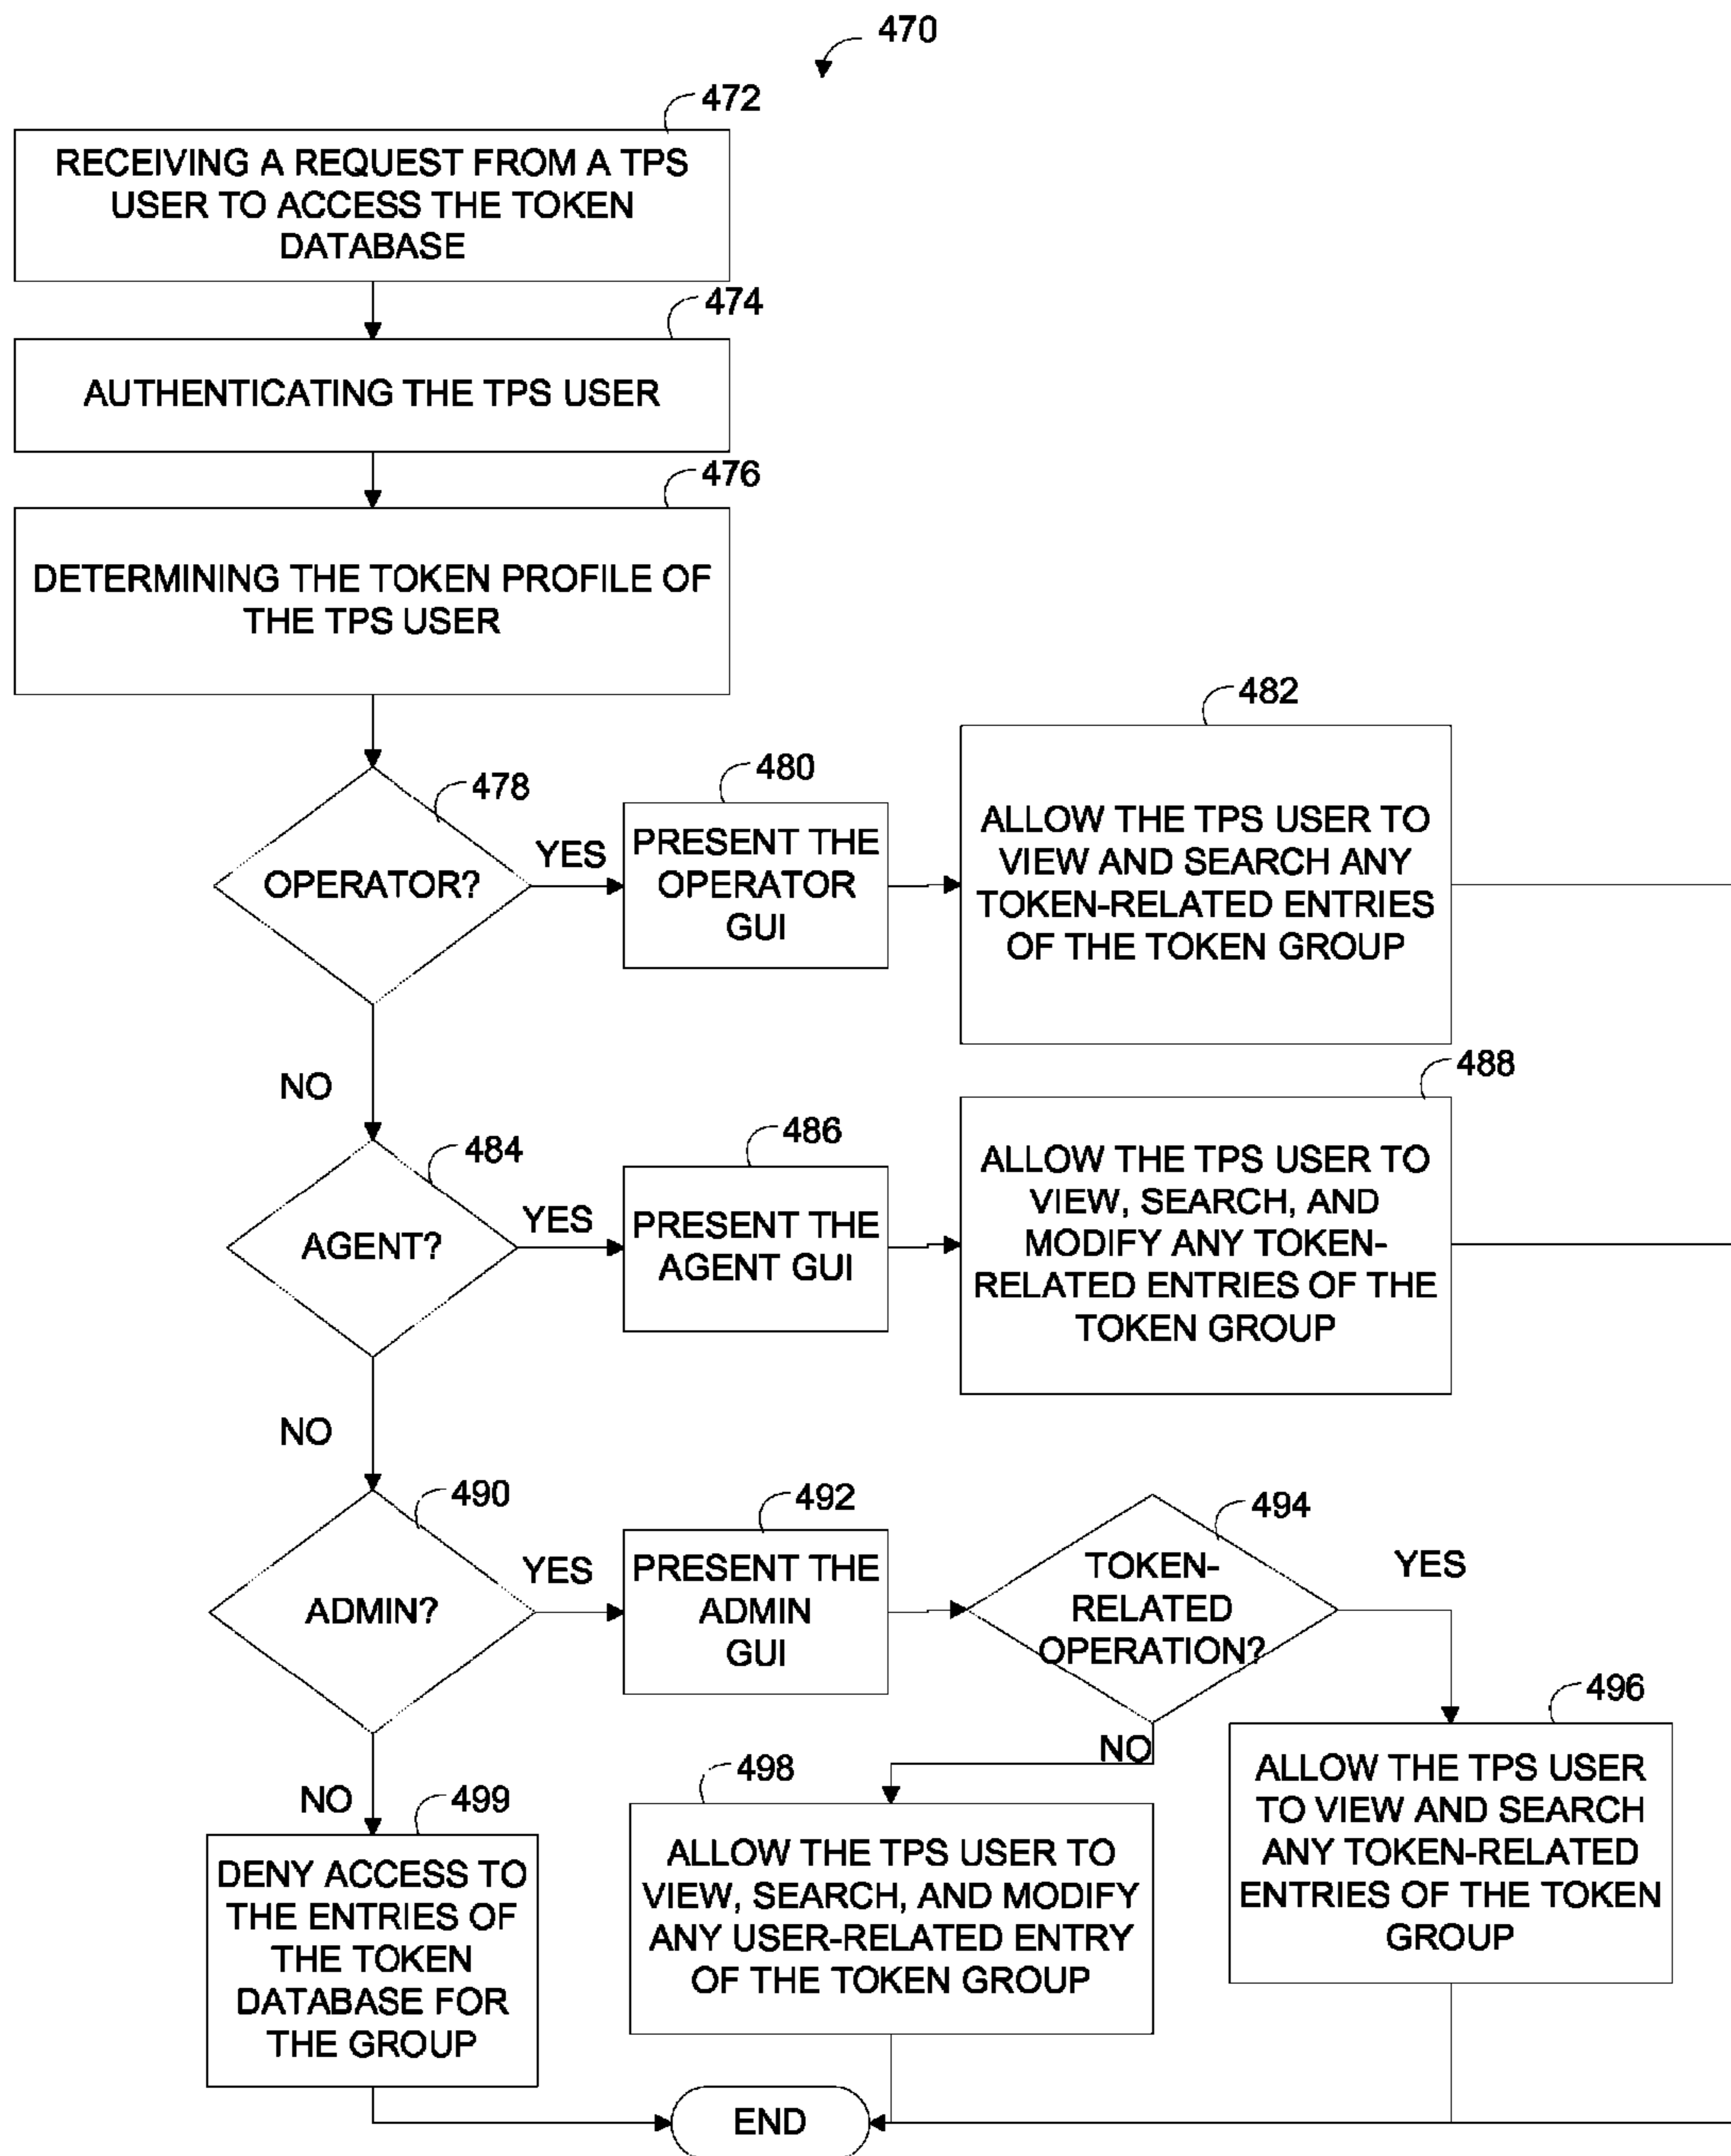 470
472
RECEIVING A REQUEST FROM A TPS
USER TO ACCESS THE TOKEN
DATABASE
474
AUTHENTICATING THE TPS USER
476
DETERMINING THE TOKEN PROFILE OF
THE TPS USER
478
OPERATOR?
YES
480
PRESENT THE
OPERATOR
GUI
482
ALLOW THE TPS USER TO
VIEW AND SEARCH ANY
TOKEN-RELATED ENTRIES
OF THE TOKEN GROUP
NO
484
AGENT?
YES
486
PRESENT THE
AGENT GUI
488
ALLOW THE TPS USER TO
VIEW, SEARCH, AND
MODIFY ANY TOKEN-
RELATED ENTRIES OF THE
TOKEN GROUP
NO
490
ADMIN?
YES
492
PRESENT THE
ADMIN
GUI
494
TOKEN-
RELATED
OPERATION?
YES
496
ALLOW THE TPS USER
TO VIEW AND SEARCH
ANY TOKEN-RELATED
ENTRIES OF THE TOKEN
GROUP
NO
498
ALLOW THE TPS USER TO
VIEW, SEARCH, AND MODIFY
ANY USER-RELATED ENTRY
OF THE TOKEN GROUP
NO
499
DENY ACCESS TO
THE ENTRIES OF
THE TOKEN
DATABASE FOR
THE GROUP
END